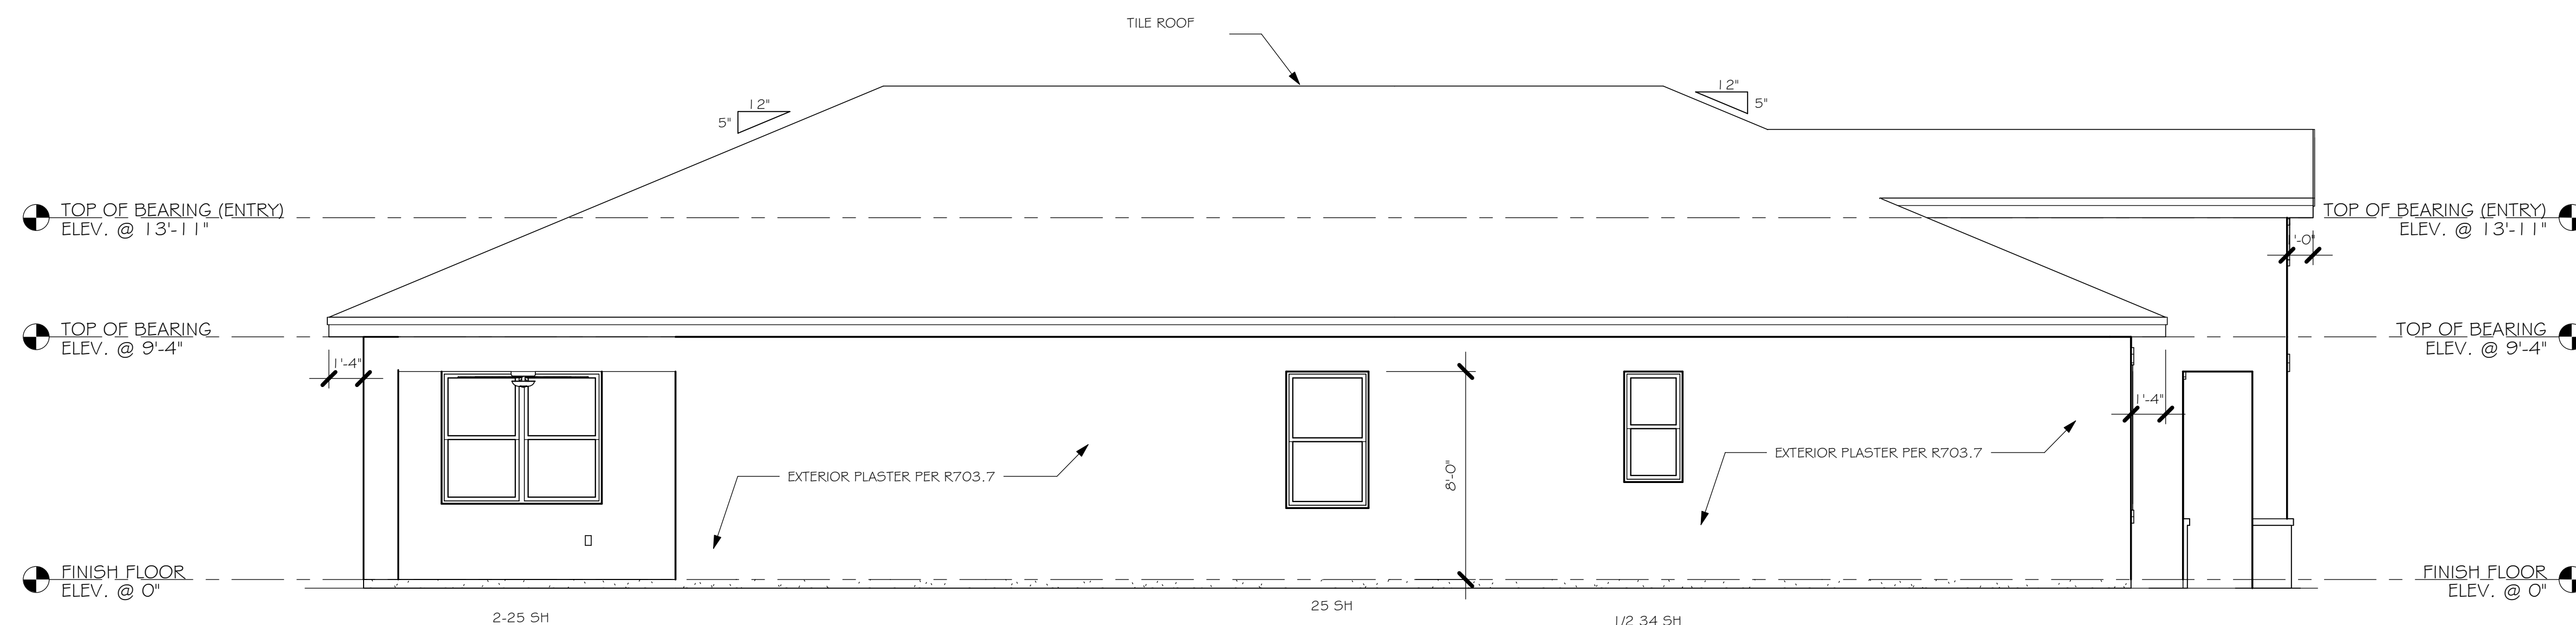 TILE ROOF
12"
5"
12"
5"
TOP OF BEARING (ENTRY)
ELEV. @ 13'-11"
TOP OF BEARING (ENTRY)
ELEV. @ 13'-11"
'-0"
TOP OF BEARING
ELEV. @ 9'-4"
TOP OF BEARING
ELEV. @ 9'-4"
1'-4"
1'-4"
EXTERIOR PLASTER PER R703.7
8'-0"
EXTERIOR PLASTER PER R703.7
FINISH FLOOR
ELEV. @ 0"
FINISH FLOOR
ELEV. @ 0"
2-25 SH
25 SH
1/2 34 SH